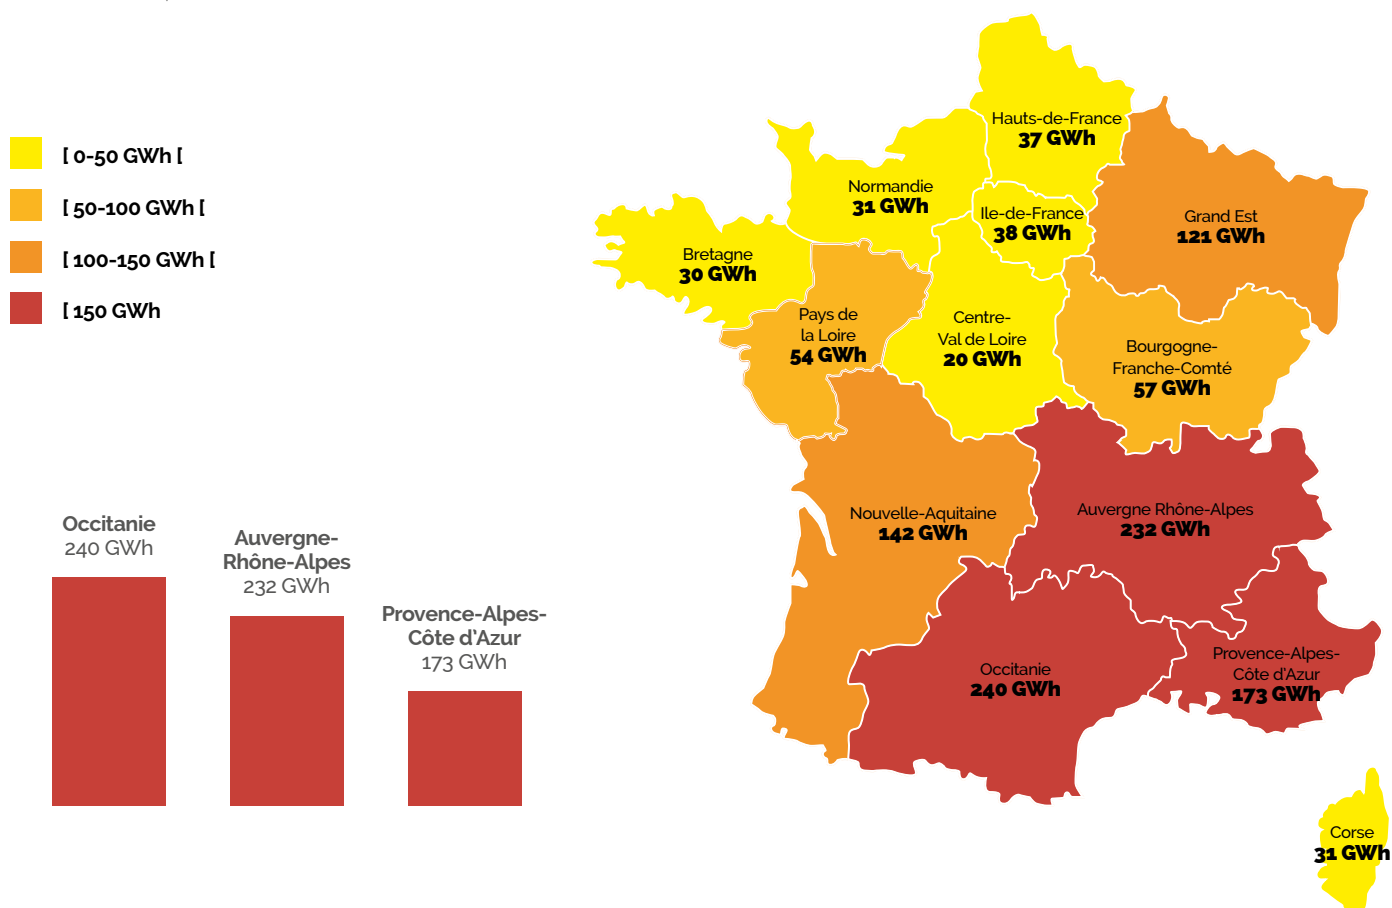 [ 0-50 GWh [
[ 50-100 GWh [
[ 100-150 GWh [
[ 150 GWh
Occitanie
240 GWh
Auvergne-
Rhône-Alpes
232 GWh
Provence-Alpes-
Côte d'Azur
173 GWh
Hauts-de-France
37 GWh
Normandie
31 GWh
Ile-de-France
38 GWh
Grand Est
121 GWh
Bretagne
30 GWh
Pays de
la Loire
54 GWh
Centre-
Val de Loire
20 GWh
Bourgogne-
Franche-Comté
57 GWh
Nouvelle-Aquitaine
142 GWh
Auvergne Rhône-Alpes
232 GWh
Occitanie
240 GWh
Provence-Alpes-
Côte d'Azur
173 GWh
Corse
31 GWh